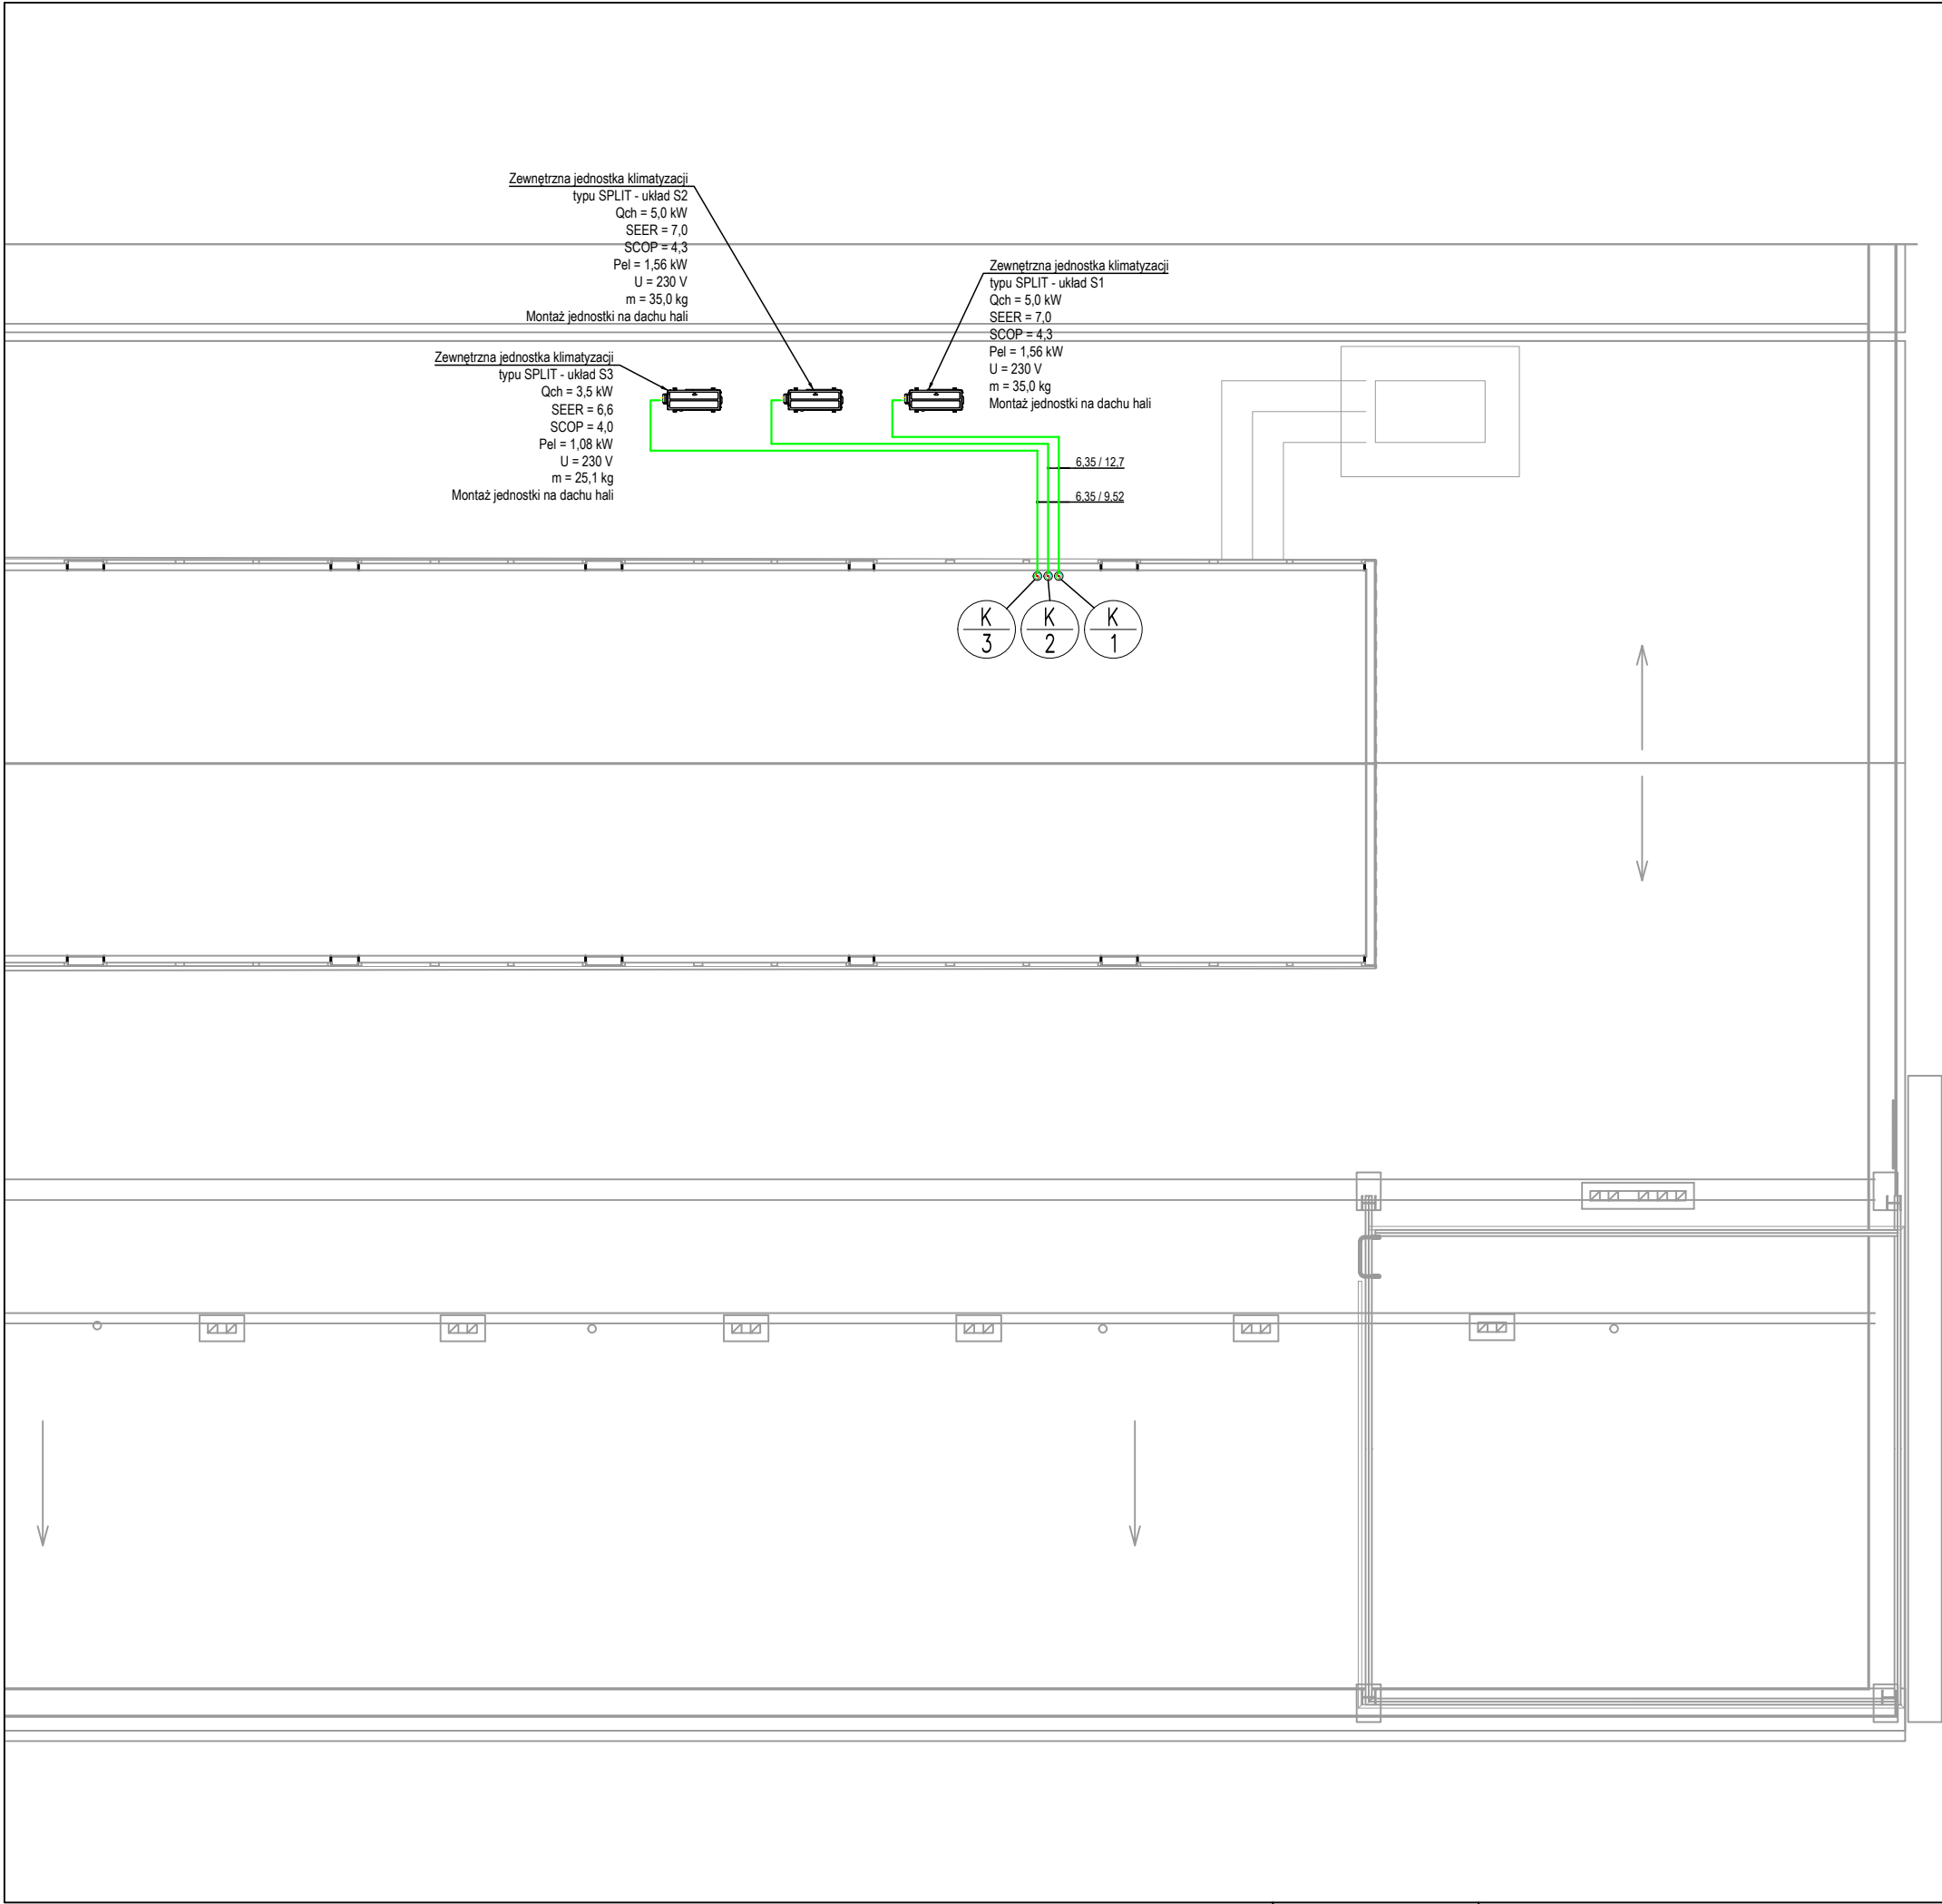 Zewnętrzna jednostka klimatyzacji
typu SPLIT - układ S2
Qch = 5,0 kW
SEER = 7,0
SCOP = 4,3
Pel = 1,56 kW
U = 230 V
m = 35,0 kg
Montaż jednostki na dachu hali
Zewnętrzna jednostka klimatyzacji
typu SPLIT - układ S1
Qch = 5,0 kW
SEER = 7,0
SCOP = 4,3
Pel = 1,56 kW
U = 230 V
m = 35,0 kg
Montaż jednostki na dachu hali
Zewnętrzna jednostka klimatyzacji
typu SPLIT - układ S3
Qch = 3,5 kW
SEER = 6,6
SCOP = 4,0
Pel = 1,08 kW
U = 230 V
m = 25,1 kg
Montaż jednostki na dachu hali
6,35 / 12,7
6,35 / 9,52
K
3
K
2
K
1